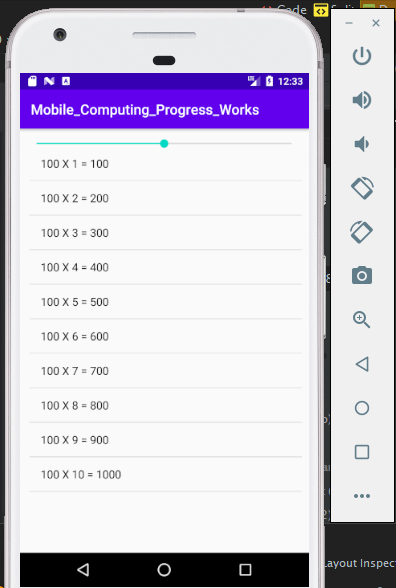 Code
12:33
Mobile_Computing_Progress_Works
100 X 1 = 100
100 X 2 = 200
100 X 3 = 300
100 X 4 = 400
100 X 5 = 500
100 X 6 = 600
100 X 7 = 700
100 X 8 = 800
100 X 9 = 900
100 X 10 = 1000
Layout Inspec